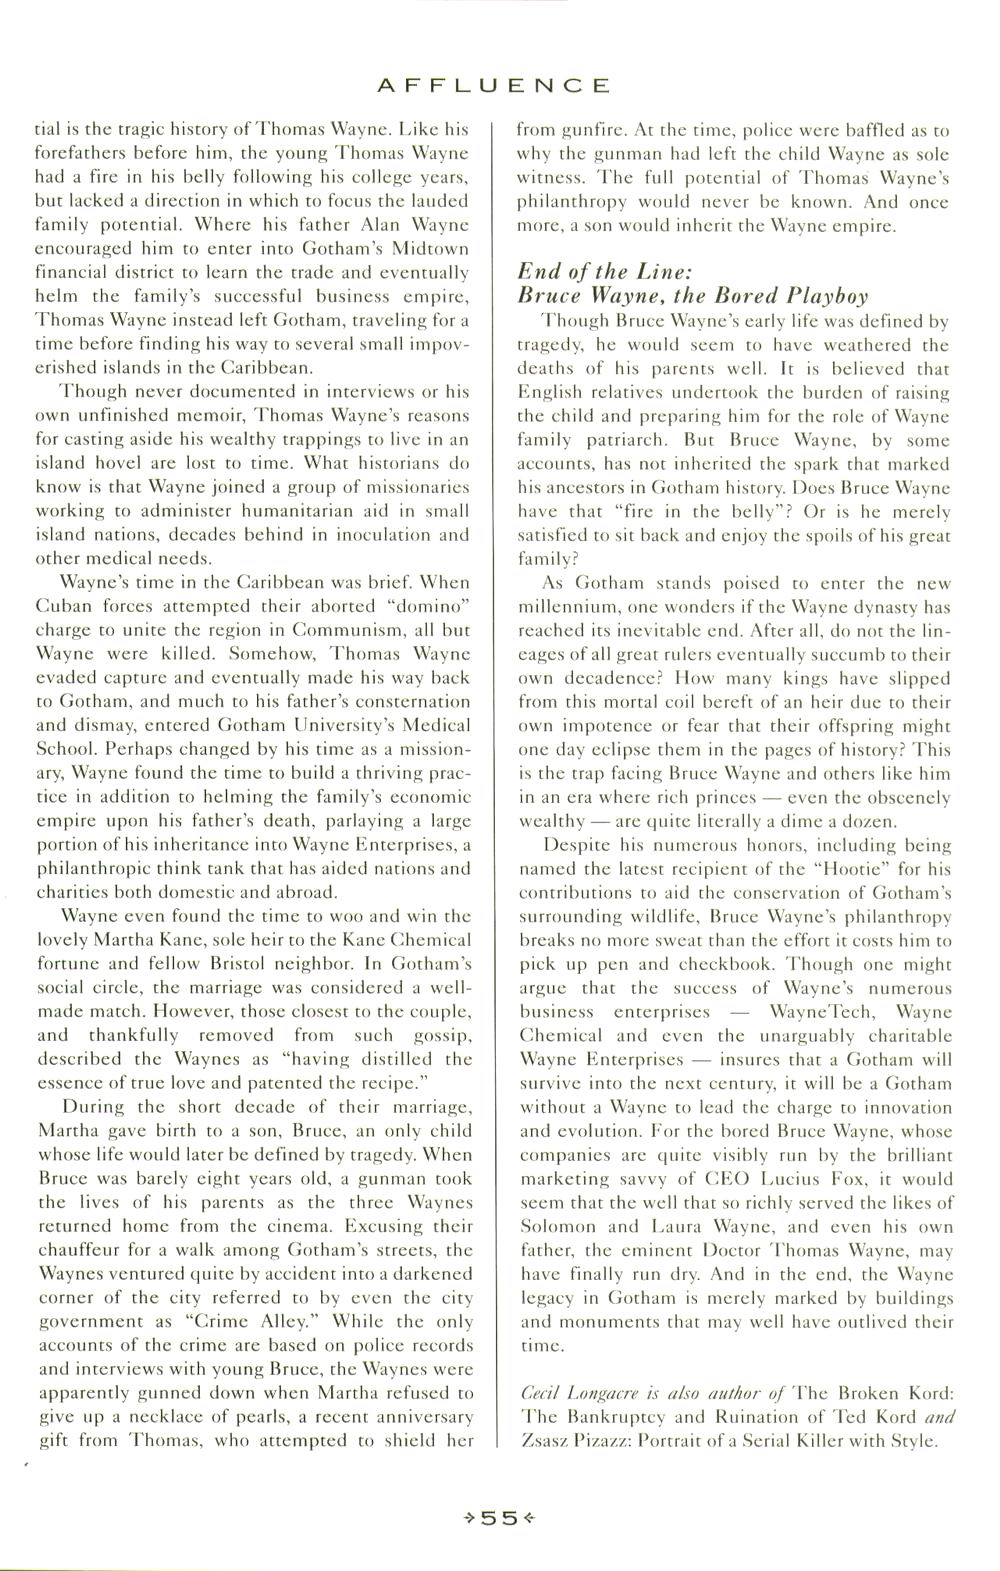 AFFLUENCE
tial is the tragic history of Thomas Wayne. Like his
forefathers before him, the young Thomas Wayne
had a fire in his belly following his college years,
but lacked a direction in which to focus the lauded
family potential. Where his father Alan Wayne
encouraged him to enter into Gotham's Midtown
financial district to learn the trade and eventually
helm the family's successful business empire,
Thomas Wayne instead left Gotham, traveling for a
time before finding his way to several small impov-
erished islands in the Caribbean.
Though never documented in interviews or his
own unfinished memoir, Thomas Wayne's reasons
for casting aside his wealthy trappings to live in an
island hovel are lost to time. What historians do
know is that Wayne joined a group of missionaries
working to administer humanitarian aid in small
island nations, decades behind in inoculation and
other medical needs.
Wayne's time in the Caribbean was brief. When
Cuban forces attempted their aborted "domino"
charge to unite the region in Communism, all but
Wayne were killed. Somehow, Thomas Wayne
evaded capture and eventually made his way back
to Gotham, and much to his father's consternation
and dismay, entered Gotham University's Medical
School. Perhaps changed by his time as a mission-
ary, Wayne found the time to build a thriving prac-
tice in addition to helming the family's economic
empire upon his father's death, parlaying a large
portion of his inheritance into Wayne Enterprises, a
philanthropic think tank that has aided nations and
charities both domestic and abroad.
Wayne even found the time to woo and win the
lovely Martha Kane, sole heir to the Kane Chemical
fortune and fellow Bristol neighbor. In Gotham's
social circle, the marriage was considered a well-
made match. However, those closest to the couple,
and thankfully removed from such gossip,
described the Waynes as "having distilled the
essence of true love and patented the recipe."
During the short decade of their marriage,
Martha gave birth to a son, Bruce, an only child
whose life would later be defined by tragedy. When
Bruce was barely eight years old, a gunman took
the lives of his parents as the three Waynes
returned home from the cinema. Excusing their
chauffeur for a walk among Gotham's streets, the
Waynes ventured quite by accident into a darkened
corner of the city referred to by even the city
government as "Crime Alley." While the only
accounts of the crime are based on police records
and interviews with young Bruce, the Waynes were
apparently gunned down when Martha refused to
give up a necklace of pearls, a recent anniversary
gift from Thomas, who attempted to shield her
from gunfire. At the time, police were baffled as to
why the gunman had left the child Wayne as sole
witness. The full potential of Thomas Wayne's
philanthropy would never be known. And once
more, a son would inherit the Wayne empire.
End of the Line:
Bruce Wayne, the Bored Playboy
Though Bruce Wayne's early life was defined by
tragedy, he would seem to have weathered the
deaths of his parents well. It is believed that
English relatives undertook the burden of raising
the child and preparing him for the role of Wayne
family patriarch. But Bruce Wayne, by some
accounts, has not inherited the spark that marked
his ancestors in Gotham history. Does Bruce Wayne
have that "fire in the belly"? Or is he merely
satisfied to sit back and enjoy the spoils of his great
family?
As Gotham stands poised to enter the new
millennium, one wonders if the Wayne dynasty has
reached its inevitable end. After all, do not the lin-
eages of all great rulers eventually succumb to their
own decadence? How many kings have slipped
from this mortal coil bereft of an heir due to their
own impotence or fear that their offspring might
one day eclipse them in the pages of history? This
is the trap facing Bruce Wayne and others like him
in an era where rich princes — even the obscenely
wealthy — are quite literally a dime a dozen.
Despite his numerous honors, including being
named the latest recipient of the "Hootie" for his
contributions to aid the conservation of Gotham's
surrounding wildlife, Bruce Wayne's philanthropy
breaks no more sweat than the effort it costs him to
pick up pen and checkbook. Though one might
argue that the success of Wayne's numerous
business enterprises — WayneTech, Wayne
Chemical and even the unarguably charitable
Wayne Enterprises — insures that a Gotham will
survive into the next century, it will be a Gotham
without a Wayne to lead the charge to innovation
and evolution. For the bored Bruce Wayne, whose
companies are quite visibly run by the brilliant
marketing savvy of CEO Lucius Fox, it would
seem that the well that so richly served the likes of
Solomon and Laura Wayne, and even his own
father, the eminent Doctor Thomas Wayne, may
have finally run dry. And in the end, the Wayne
legacy in Gotham is merely marked by buildings
and monuments that may well have outlived their
time.
Cecil Longacre is also author of The Broken Kord:
The Bankruptcy and Ruination of Ted Kord and
Zsasz Pizazz: Portrait of a Serial Killer with Style.
55